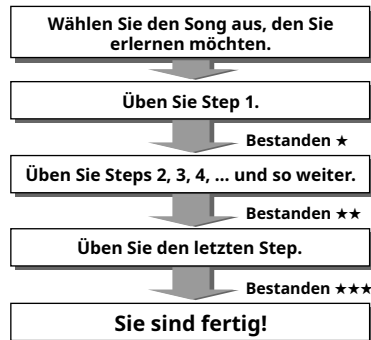 Wählen Sie den Song aus, den Sie
erlernen möchten.
Üben Sie Step 1.
Bestanden ★
Üben Sie Steps 2, 3, 4, ... und so weiter.
Bestanden ★★
Üben Sie den letzten Step.
Bestanden ★★★
Sie sind fertig!